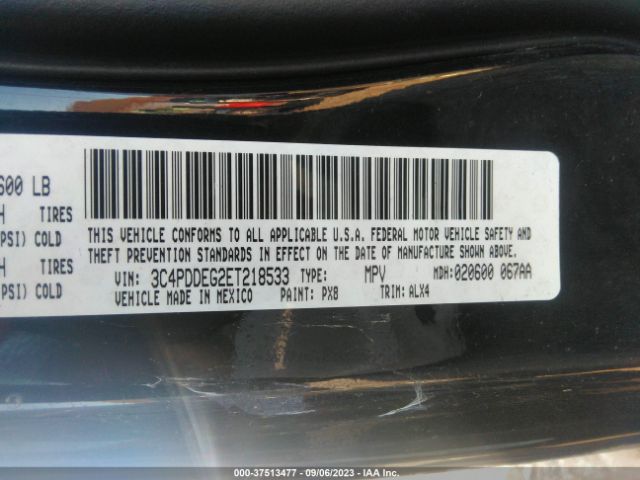 600 LB
TIRES
PSI) COLD
TIRES
PSI) COLD
THIS VEHICLE CONFORMS TO ALL APPLICABLE U.S.A. FEDERAL MOTOR VEHICLE SAFETY AND
THEFT PREVENTION STANDARDS IN EFFECT ON THE DATE OF MANUFACTURE SHOWN ABOVE.
VIN: 3C4PDDEG2ET218533 TYPE: MPV MDH:020600 067AA
VEHICLE MADE IN MEXICO PAINT: PX8 TRIM: ALX4
000-37513477 - 09/06/2023 - IAA Inc.